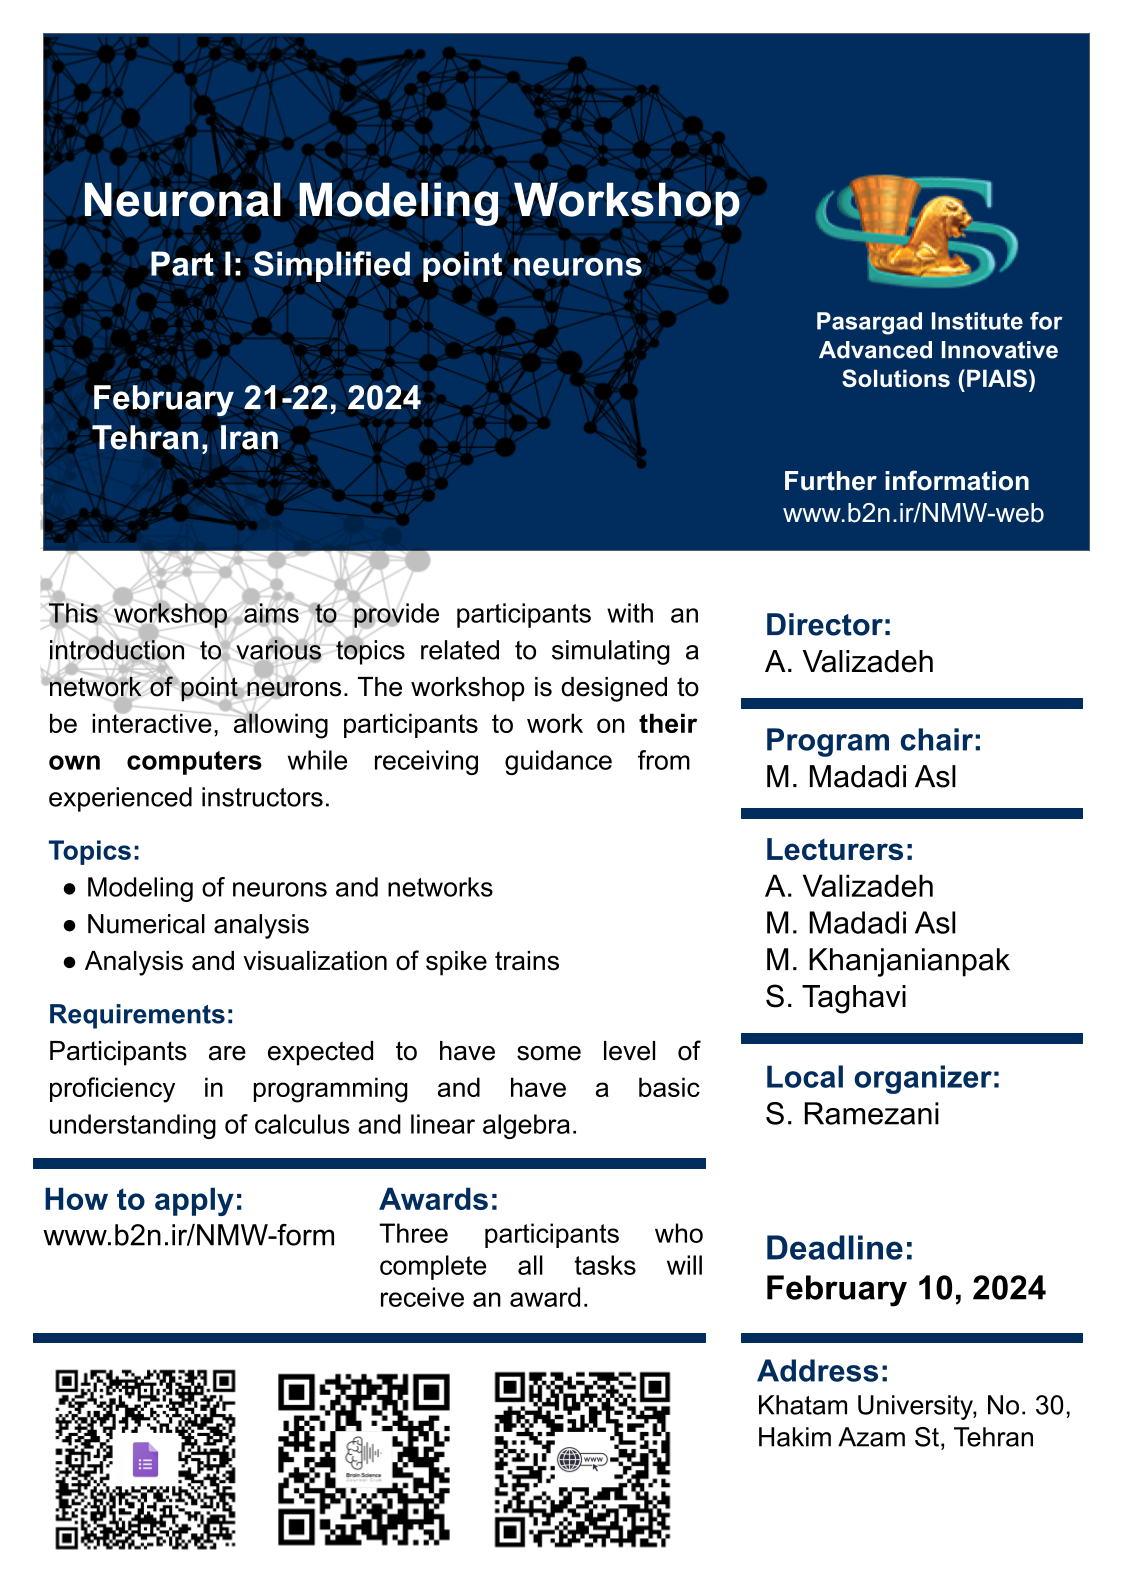 Neuronal Modeling Workshop
Part I: Simplified point neurons
February 21-22, 2024
Tehran, Iran
Pasargad Institute for
Advanced Innovative
Solutions (PIAIS)
Further information
www.b2n.ir/NMW-web
This workshop aims to provide participants with an
introduction to various topics related to simulating a
network of point neurons. The workshop is designed to
be interactive, allowing participants to work on their
own computers while receiving guidance from
experienced instructors.
Topics:
● Modeling of neurons and networks
● Numerical analysis
● Analysis and visualization of spike trains
Requirements:
Participants are expected to have some level of
proficiency in programming and have a basic
understanding of calculus and linear algebra.
How to apply:
www.b2n.ir/NMW-form
Awards:
Three participants who
complete all tasks will
receive an award.
Director:
A. Valizadeh
Program chair:
M. Madadi Asl
Lecturers:
A. Valizadeh
M. Madadi Asl
M. Khanjanianpak
S. Taghavi
Local organizer:
S. Ramezani
Deadline:
February 10, 2024
Address:
Khatam University, No. 30,
Hakim Azam St, Tehran
Brain Science
Journal Club
www